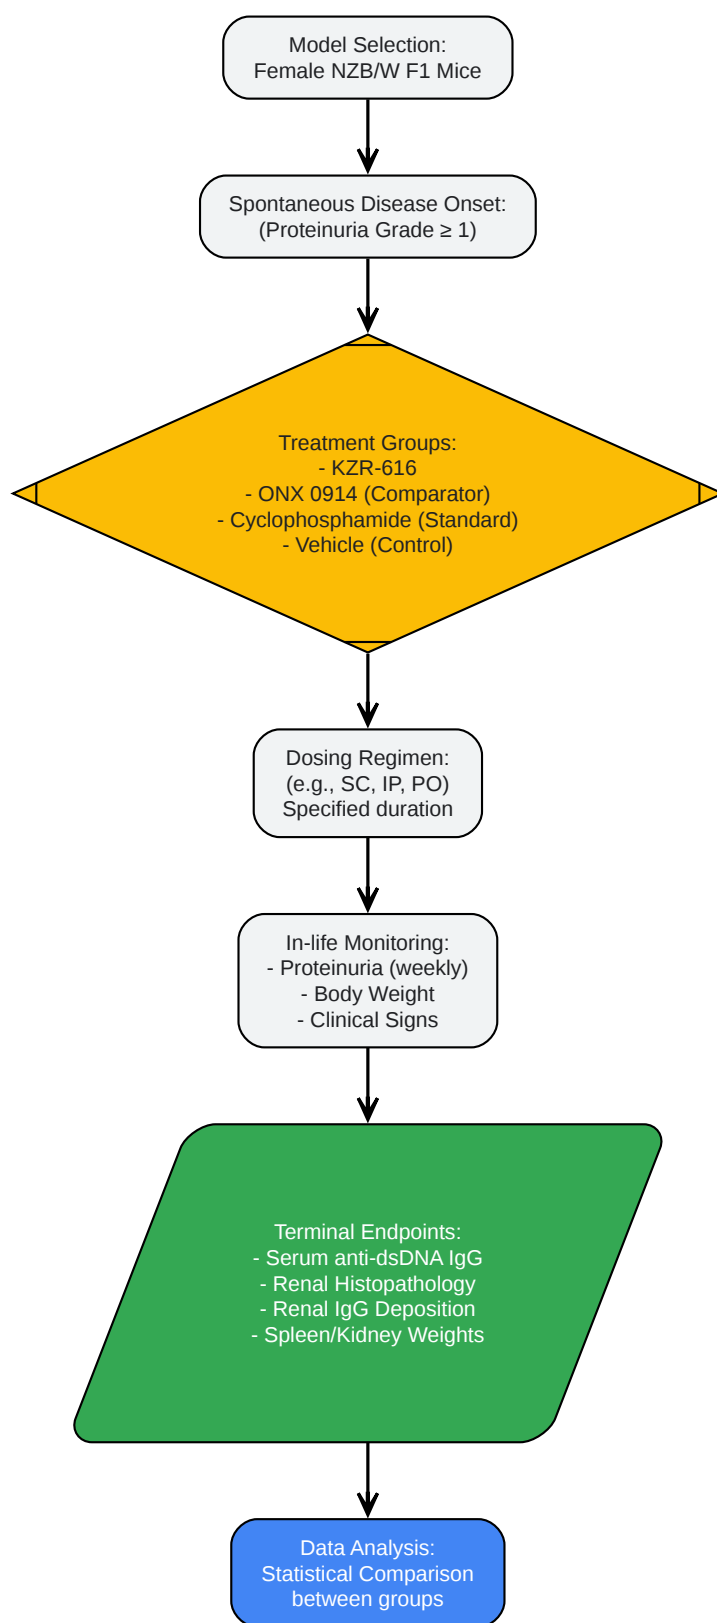 Model Selection:
Female NZB/W F1 Mice
Spontaneous Disease Onset:
(Proteinuria Grade ≥ 1)
Treatment Groups:
- KZR-616
- ONX 0914 (Comparator)
- Cyclophosphamide (Standard)
- Vehicle (Control)
Dosing Regimen:
(e.g., SC, IP, PO)
Specified duration
In-life Monitoring:
- Proteinuria (weekly)
- Body Weight
- Clinical Signs
Terminal Endpoints:
- Serum anti-dsDNA IgG
- Renal Histopathology
- Renal IgG Deposition
- Spleen/Kidney Weights
Data Analysis:
Statistical Comparison
between groups